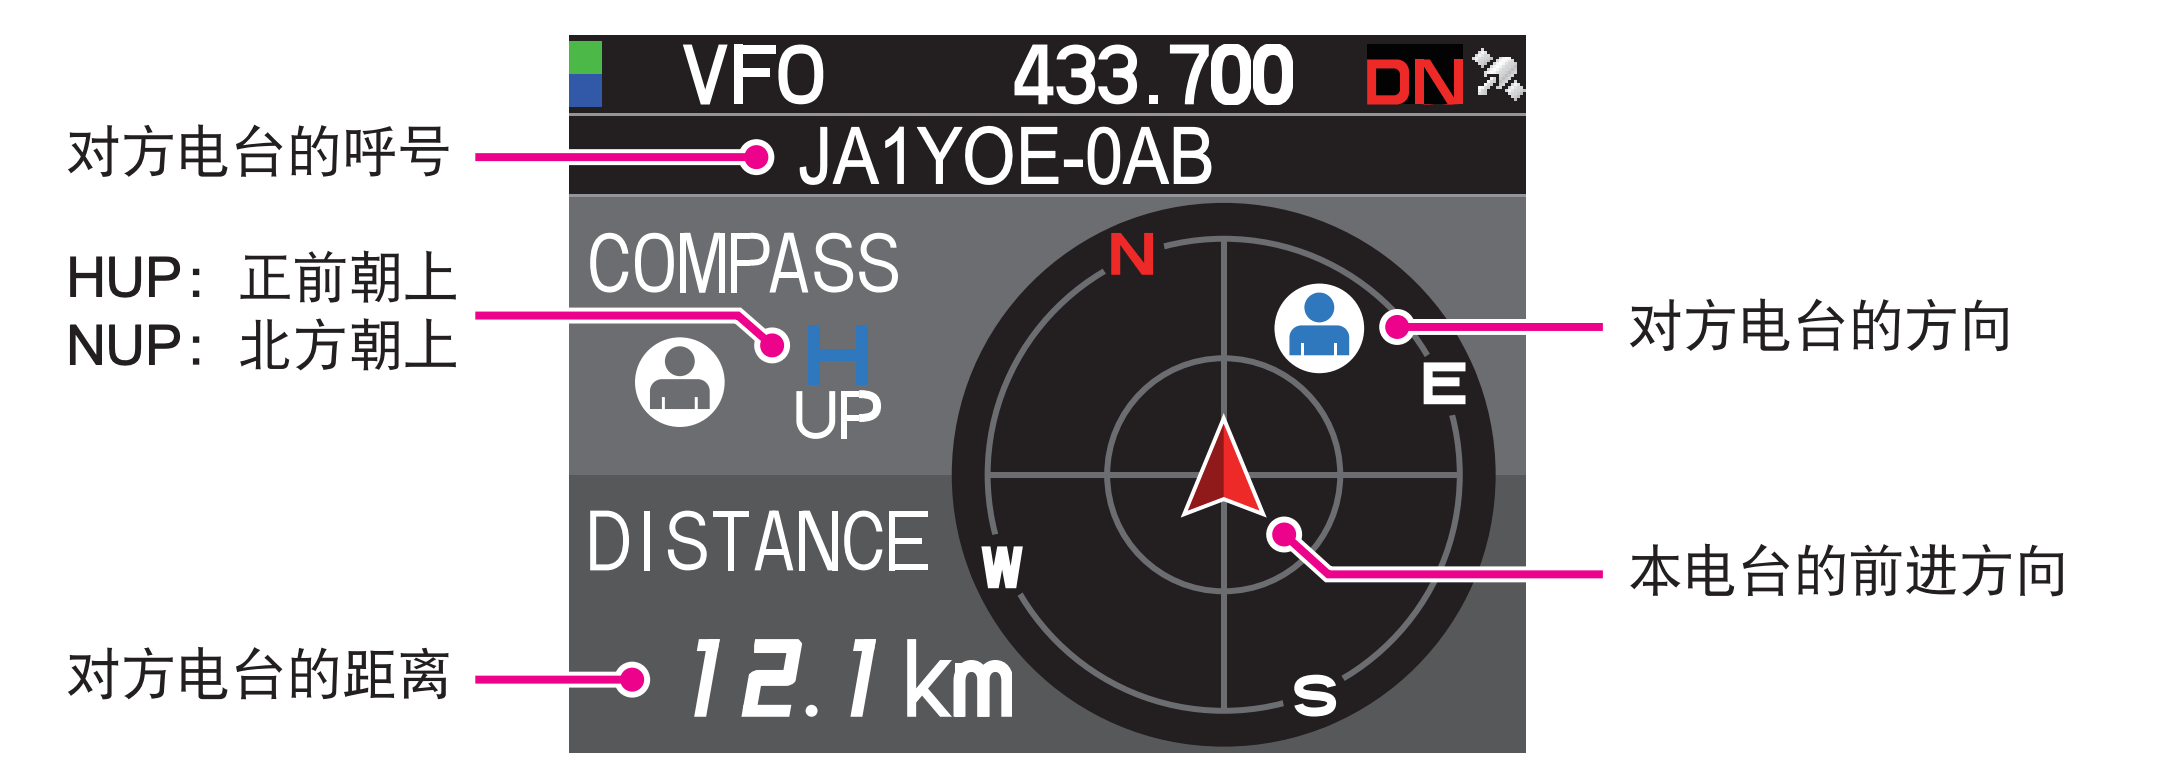 VFO 433.700 DN
JA1YOE-0AB
对方电台的呼号
COMPASS
N
HUP：正前朝上
NUP：北方朝上
H
UP
对方电台的方向
E
DISTANCE
W
本电台的前进方向
对方电台的距离
12.1km
S